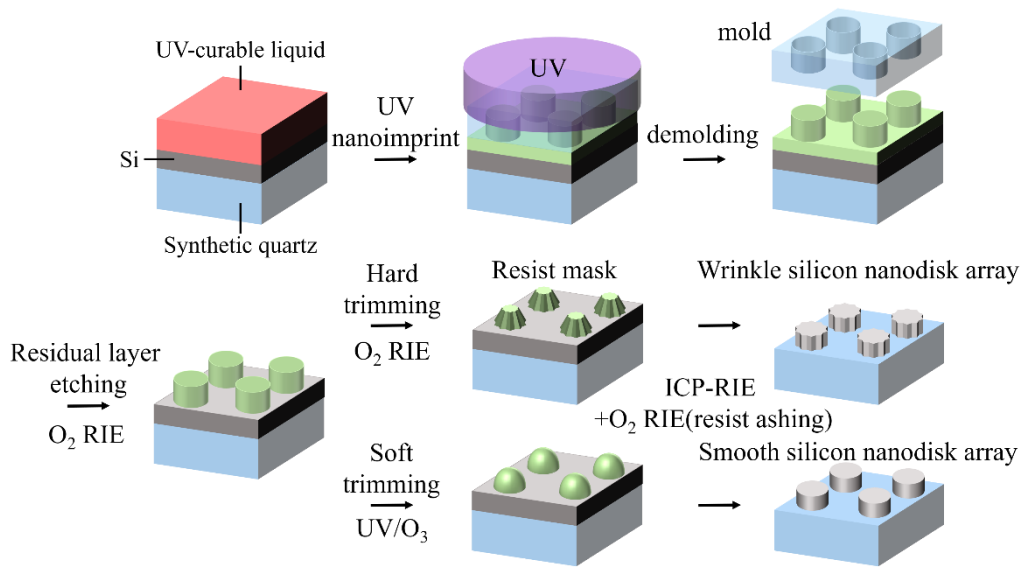 UV-curable liquid
Si
Synthetic quartz
UV
nanoimprint
UV
demolding
mold
Residual layer
etching
O₂ RIE
Hard
trimming
O₂ RIE
Resist mask
Wrinkle silicon nanodisk array
ICP-RIE
+O₂ RIE(resist ashing)
Soft
trimming
UV/O₃
Smooth silicon nanodisk array